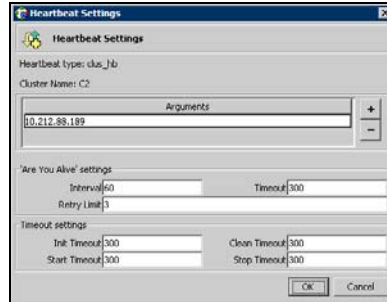 Heartbeat Settings
Heartbeat Settings
Heartbeat type: clus_hb
Cluster Name: C2
Arguments
10.212.88.189
+
-
'Are You Alive' settings
Interval 60 Timeout 300
Retry Limit 3
Timeout settings
Init Timeout 300 Clean Timeout 300
Start Timeout 300 Stop Timeout 300
OK Cancel